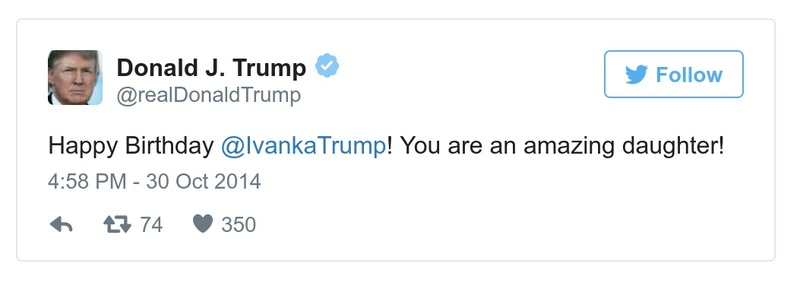 Donald J. Trump
@realDonaldTrump
Follow
Happy Birthday @IvankaTrump! You are an amazing daughter!
4:58 PM - 30 Oct 2014
74 350